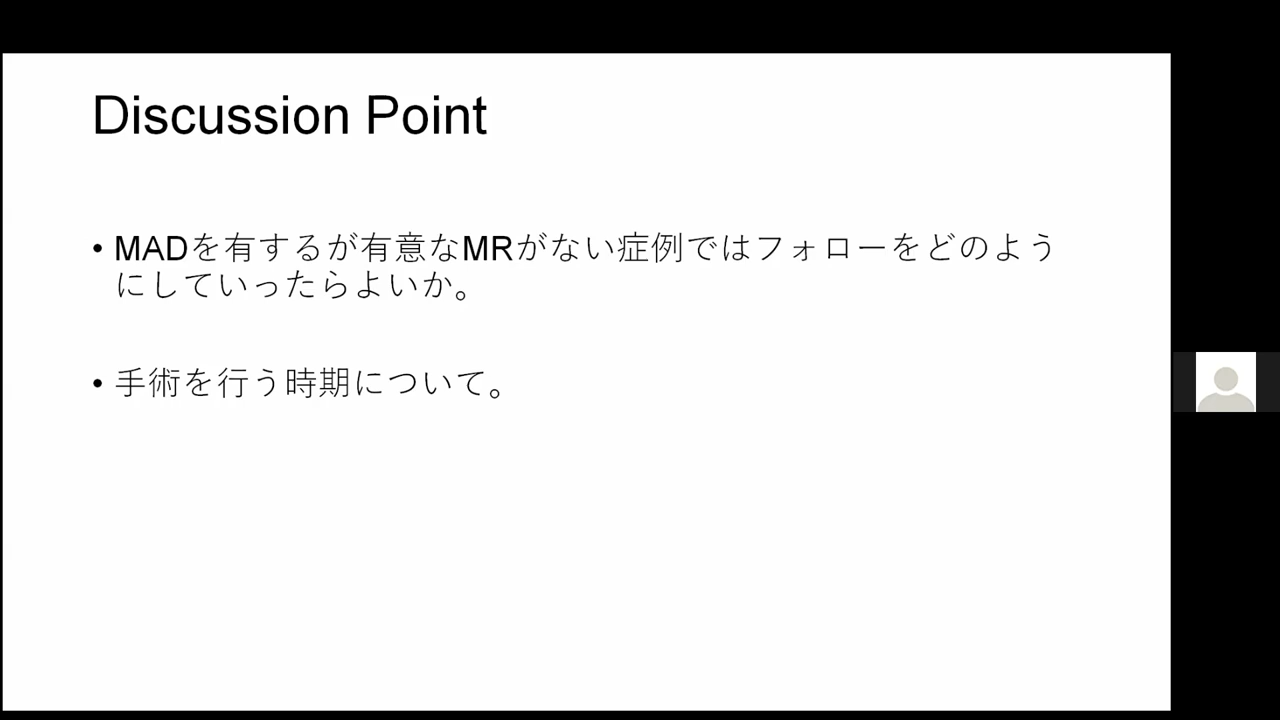 Discussion Point
• MADを有するが有意なMRがない症例ではフォローをどのよう
にしていったらよいか。
• 手術を行う時期について。